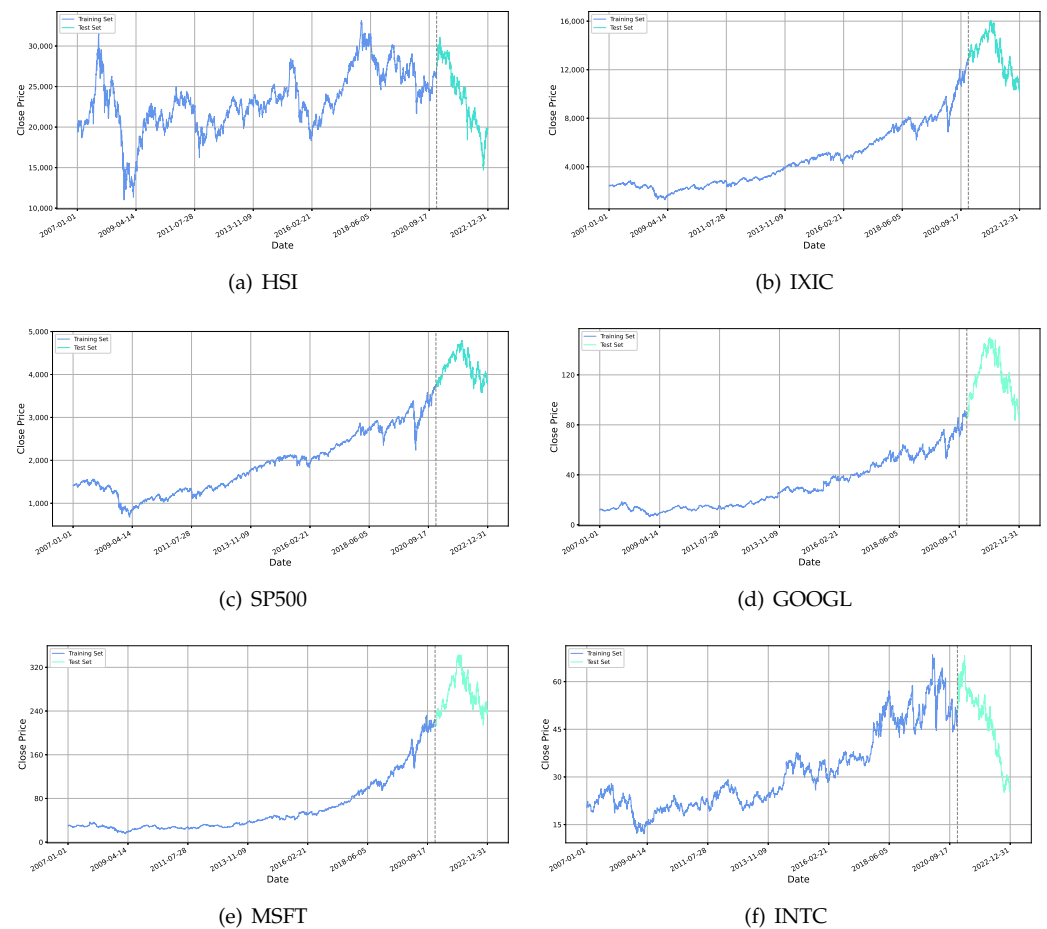 Training Set
Test Set
Close Price
30,000
25,000
20,000
15,000
10,000
2007-01-01
2009-04-14
2011-07-28
2013-11-09
2016-02-21
2018-06-05
2020-09-17
2022-12-31
Date
(a) HSI
Training Set
Test Set
Close Price
16,000
12,000
8,000
4,000
2007-01-01
2009-04-14
2011-07-28
2013-11-09
2016-02-21
2018-06-05
2020-09-17
2022-12-31
Date
(b) IXIC
Training Set
Test Set
Close Price
5,000
4,000
3,000
2,000
1,000
2007-01-01
2009-04-14
2011-07-28
2013-11-09
2016-02-21
2018-06-05
2020-09-17
2022-12-31
Date
(c) SP500
Training Set
Test Set
Close Price
120
80
40
0
2007-01-01
2009-04-14
2011-07-28
2013-11-09
2016-02-21
2018-06-05
2020-09-17
2022-12-31
Date
(d) GOOGL
Training Set
Test Set
Close Price
320
240
160
80
0
2007-01-01
2009-04-14
2011-07-28
2013-11-09
2016-02-21
2018-06-05
2020-09-17
2022-12-31
Date
(e) MSFT
Training Set
Test Set
Close Price
60
45
30
15
2007-01-01
2009-04-14
2011-07-28
2013-11-09
2016-02-21
2018-06-05
2020-09-17
2022-12-31
Date
(f) INTC